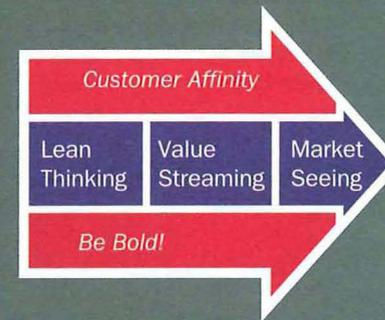 Customer Affinity
Lean
Thinking
Value
Streaming
Market
Seeing
Be Bold!